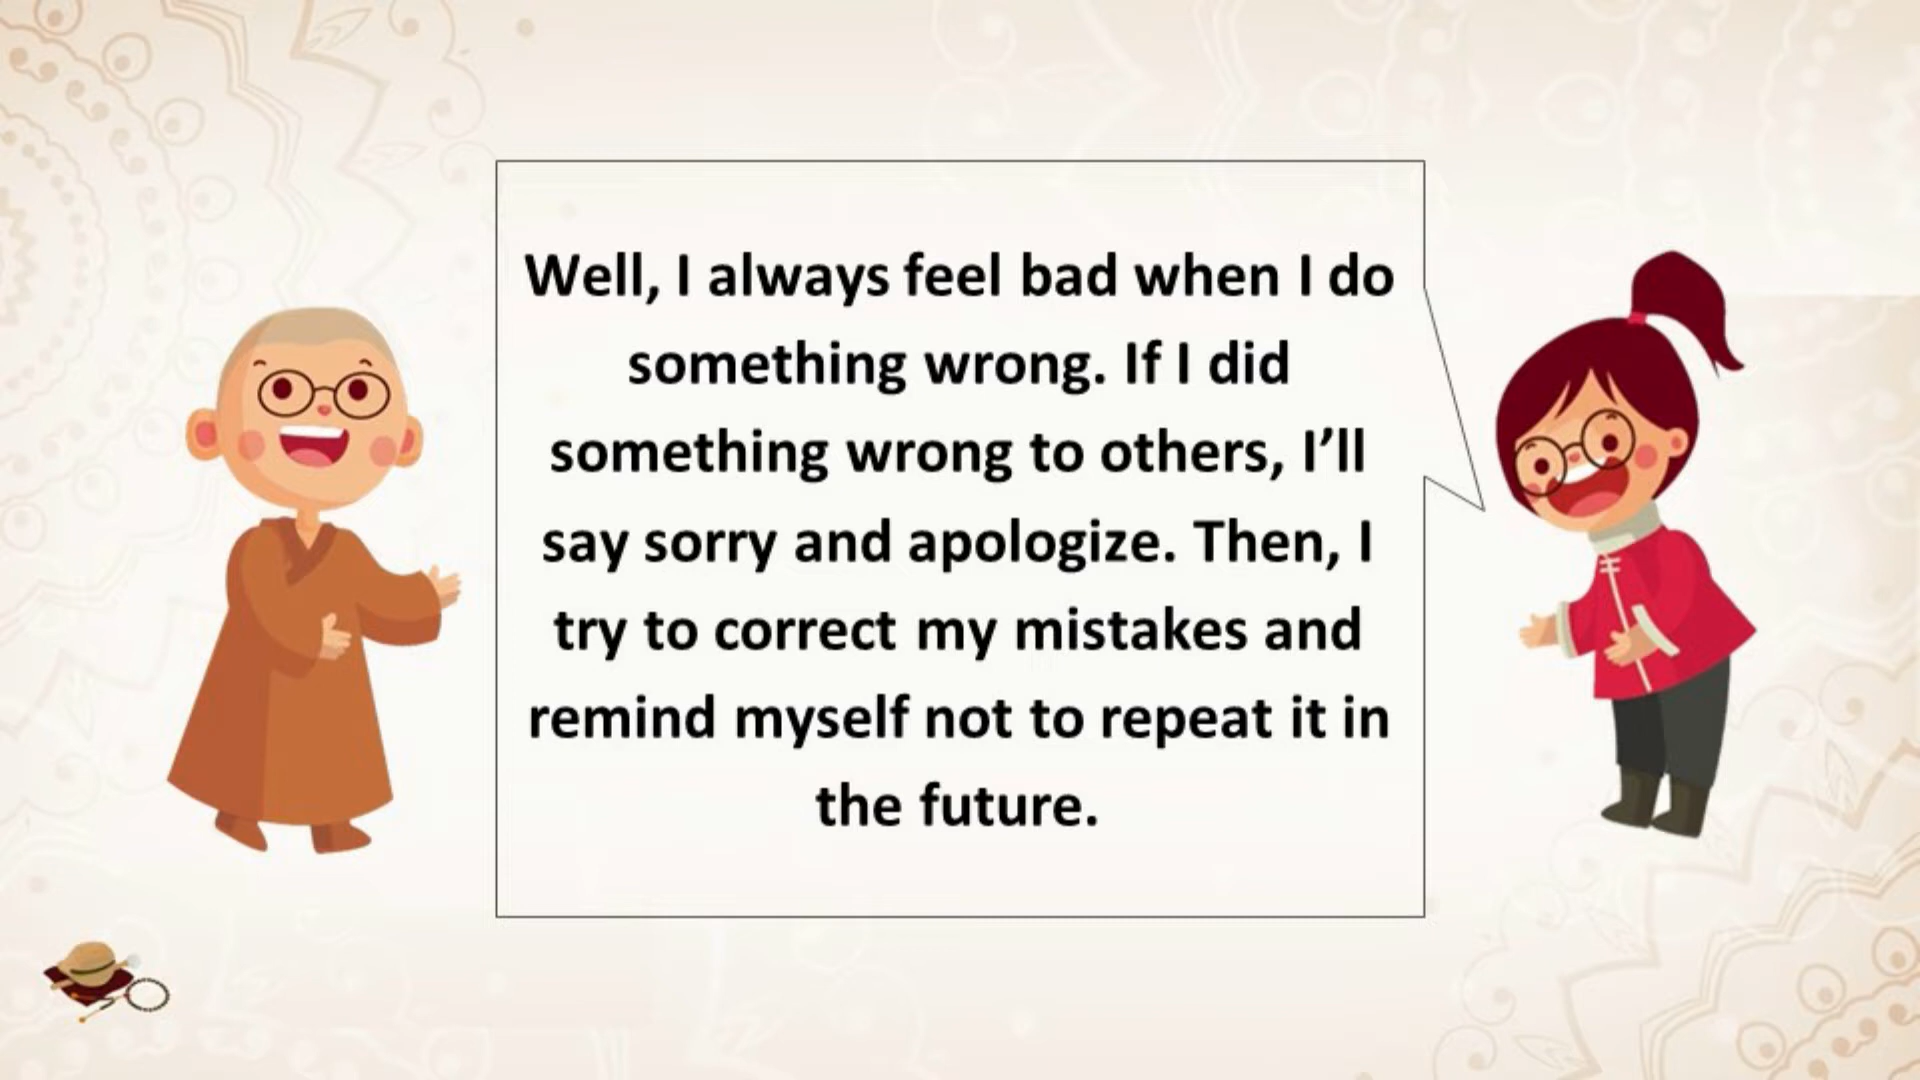 Well, I always feel bad when I do
something wrong. If I did
something wrong to others, I’ll
say sorry and apologize. Then, I
try to correct my mistakes and
remind myself not to repeat it in
the future.